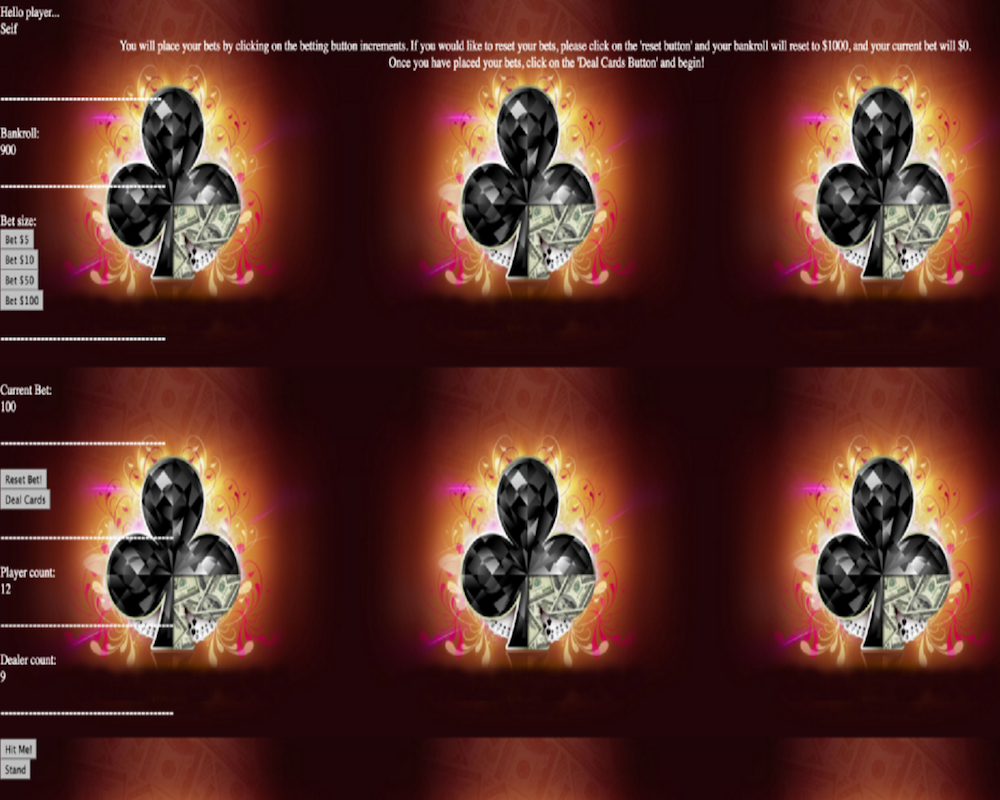 Hello player...
Seif
You will place your bets by clicking on the betting button increments. If you would like to reset your bets, please click on the 'reset button' and your bankroll will reset to $1000, and your current bet will $0.
Once you have placed your bets, click on the 'Deal Cards Button' and begin!
Bankroll:
900
Bet size:
Bet $5
Bet $10
Bet $50
Bet $100
Current Bet:
100
Reset Bet!
Deal Cards
Player count:
12
Dealer count:
9
Hit Me!
Stand